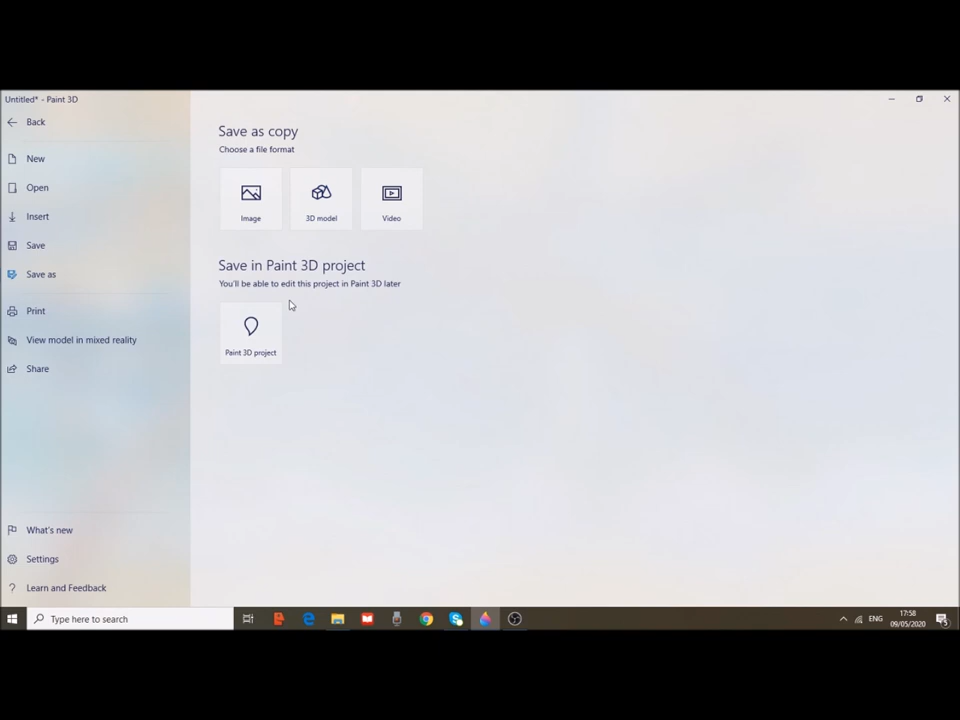 Untitled* - Paint 3D
Back
New
Open
Insert
Save
Save as
Print
View model in mixed reality
Share
What's new
Settings
Learn and Feedback
Save as copy
Choose a file format
Image
3D model
Video
Save in Paint 3D project
You'll be able to edit this project in Paint 3D later
Paint 3D project
Type here to search
ENG
17:58
09/05/2020